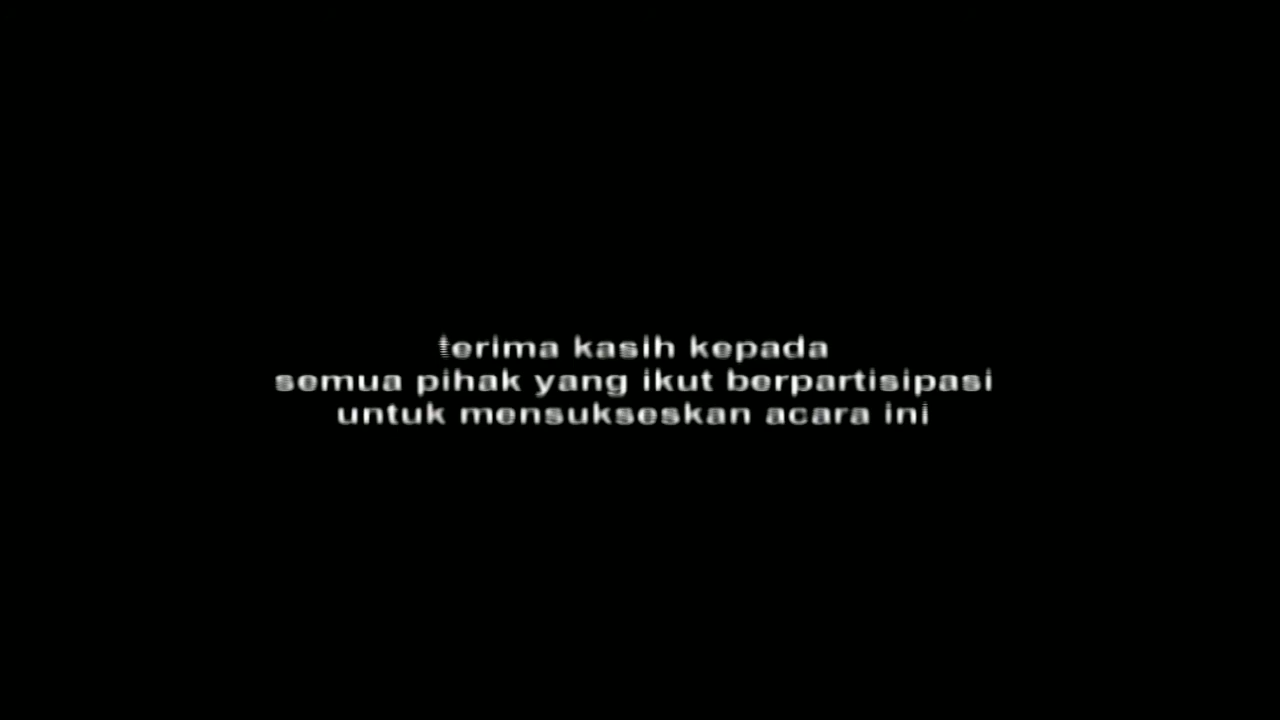 terima kasih kepada
semua pihak yang ikut berpartisipasi
untuk mensukseskan acara ini